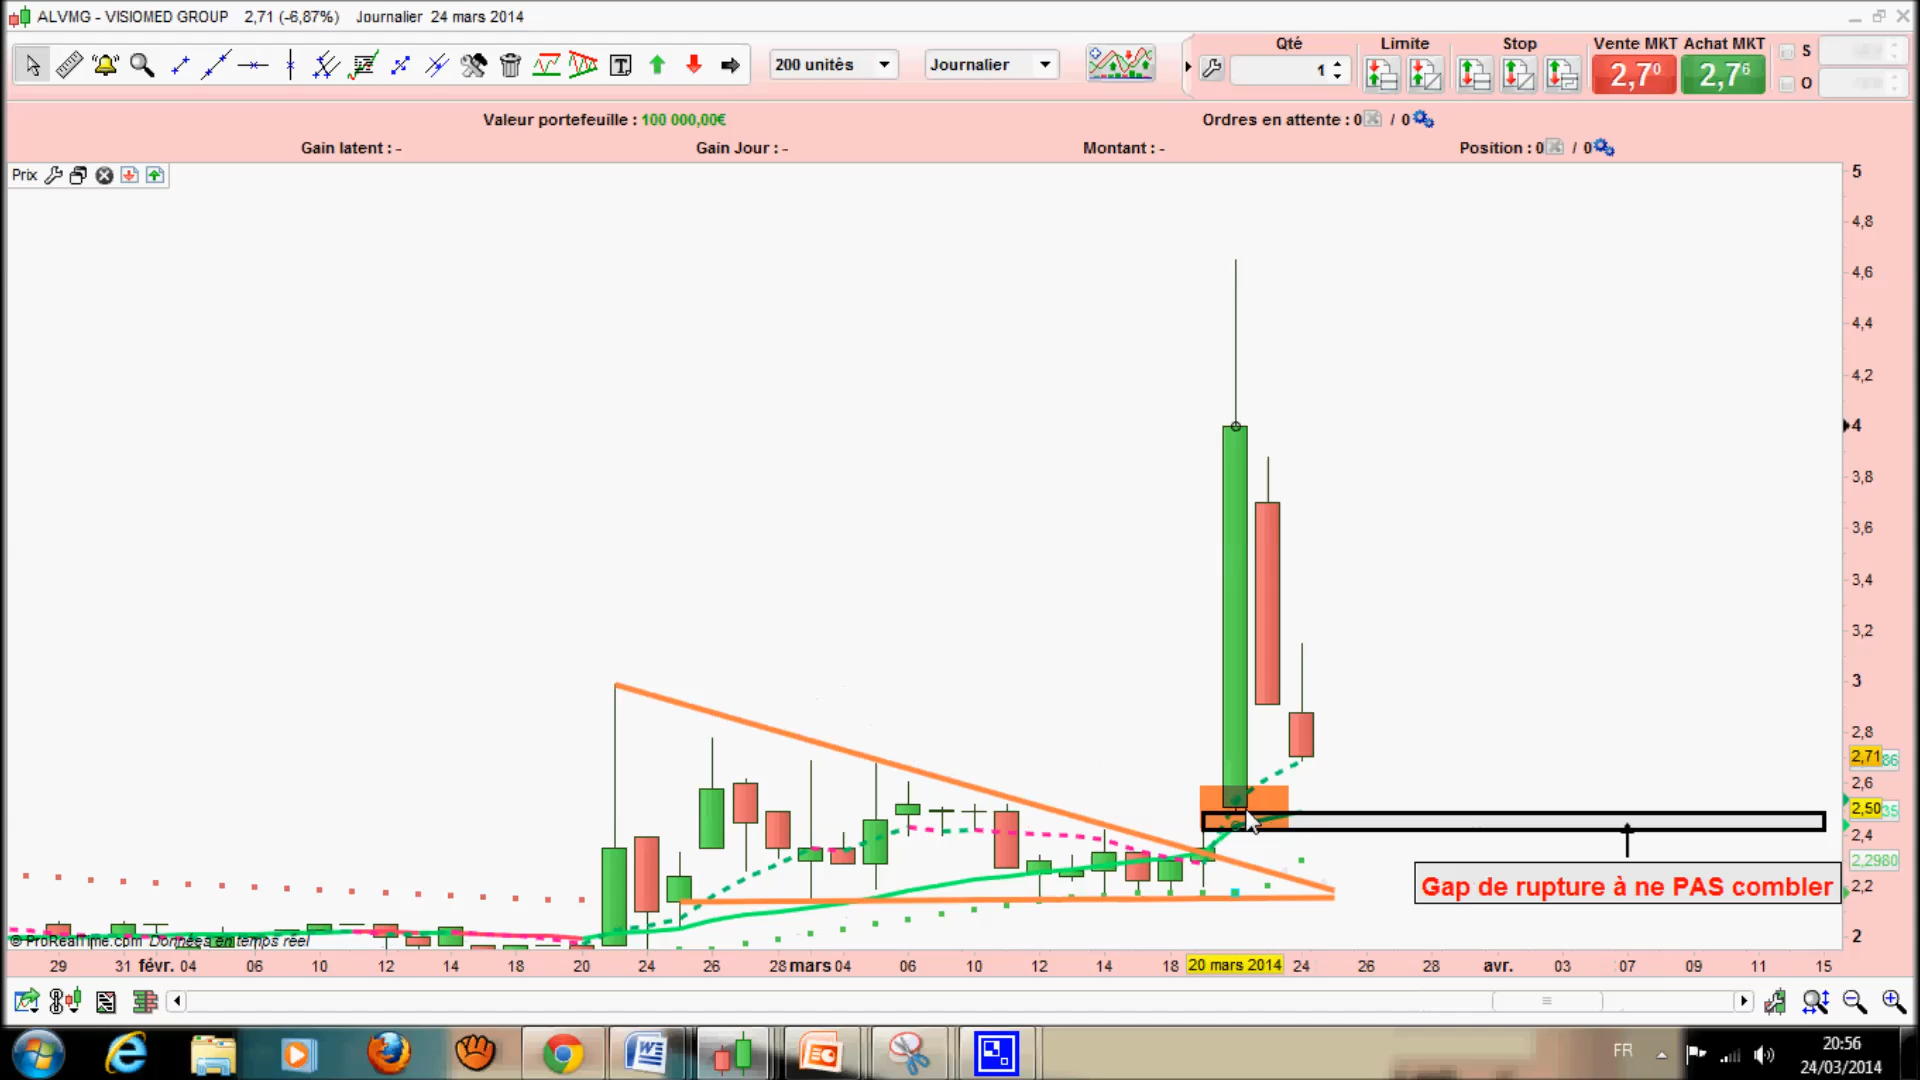 ALVMG - VISIOMED GROUP 2,71 (-6,87%) Journalier 24 mars 2014
Qté Limite Stop Vente MKT Achat MKT S
200 unités Journalier 1 2,7⁰ 2,7⁶
O
Valeur portefeuille : 100 000,00€ Ordres en attente : 0 / 0
Gain latent : - Gain Jour : - Montant : - Position : 0 / 0
Prix
5
4,8
4,6
4,4
4,2
4
3,8
3,6
3,4
3,2
3
2,8
2,71
2,6
2,50
2,4
2,2980
2,2
2
Gap de rupture à ne PAS combler
© ProRealTime.com Données en temps réel
29 31 févr. 04 06 10 12 14 18 20 24 26 28 mars 04 06 10 12 14 18 20 mars 2014 24 26 28 avr. 03 07 09 11 15
FR
20:56
24/03/2014